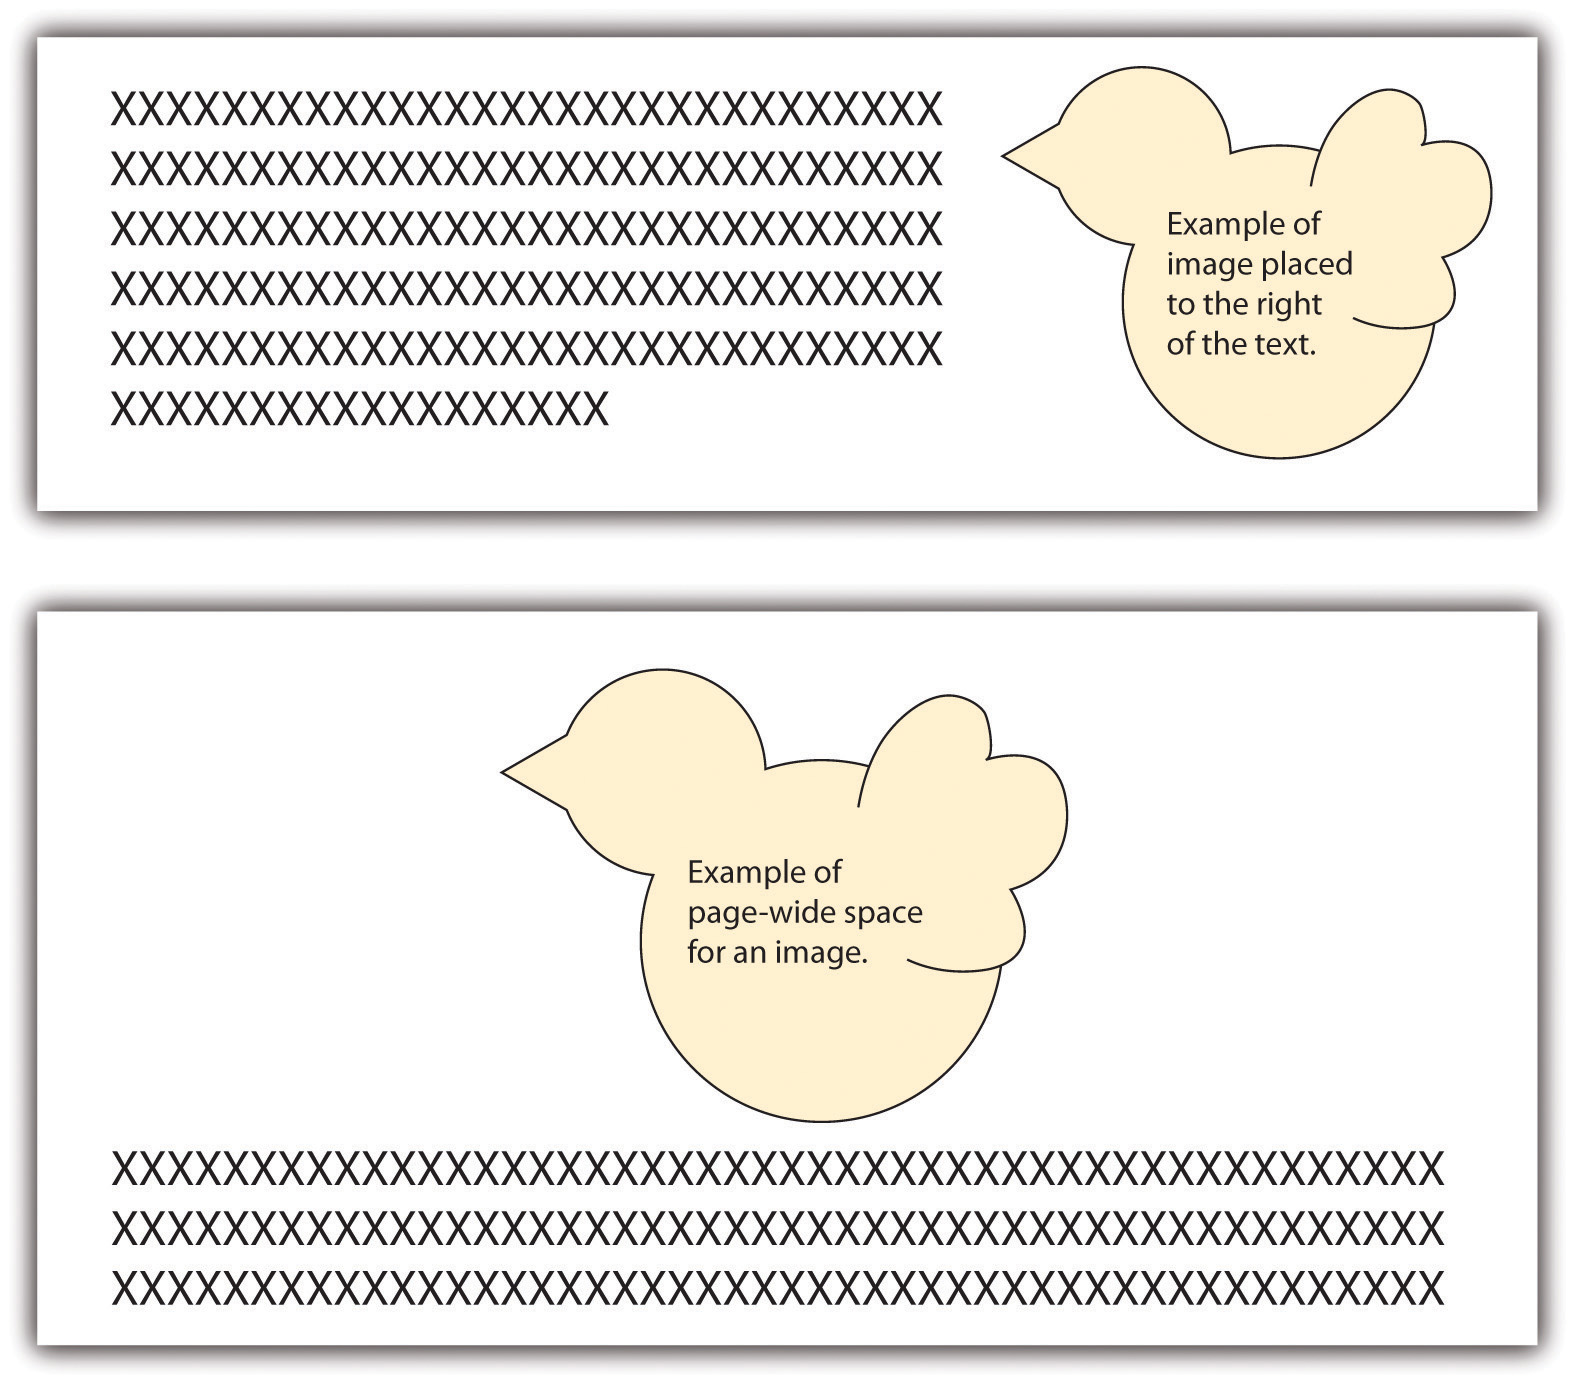 XXXXXXXXXXXXXXXXXXXXXXXXXXXXXX
XXXXXXXXXXXXXXXXXXXXXXXXXXXXXX
XXXXXXXXXXXXXXXXXXXXXXXXXXXXXX
XXXXXXXXXXXXXXXXXXXXXXXXXXXXXX
XXXXXXXXXXXXXXXXXXXXXXXXXXXXXX
XXXXXXXXXXXXXXXXXX
Example of
image placed
to the right
of the text.
Example of
page-wide space
for an image.
XXXXXXXXXXXXXXXXXXXXXXXXXXXXXXXXXXXXXXXXXXXXXXXX
XXXXXXXXXXXXXXXXXXXXXXXXXXXXXXXXXXXXXXXXXXXXXXXX
XXXXXXXXXXXXXXXXXXXXXXXXXXXXXXXXXXXXXXXXXXXXXXXX